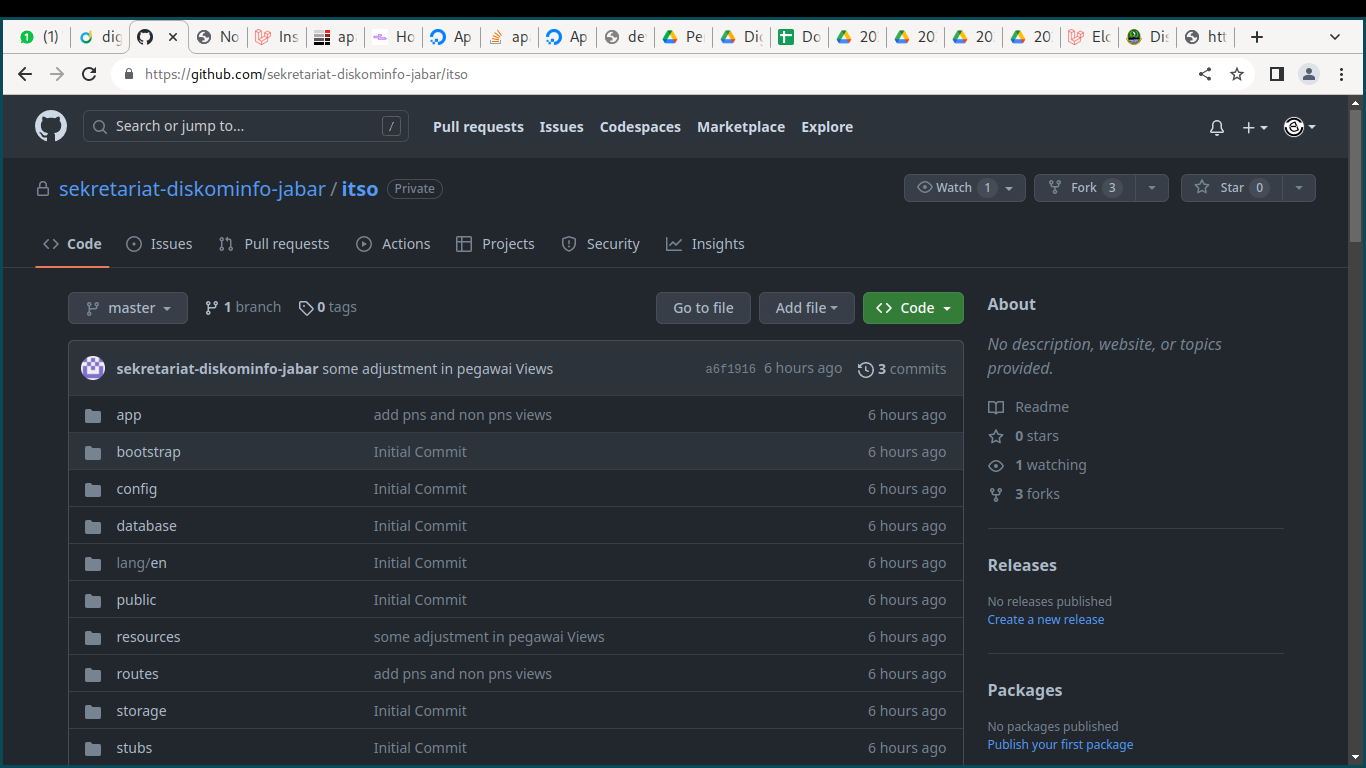 (1) dig No Ins ap Ho Ap ap Ap de Pe Dig Do 20 20 20 20 Elo Dis htt
https://github.com/sekretariat-diskominfo-jabar/itso
Search or jump to... / Pull requests Issues Codespaces Marketplace Explore
sekretariat-diskominfo-jabar / itso Private Watch 1 Fork 3 Star 0
Code Issues Pull requests Actions Projects Security Insights
master 1 branch 0 tags Go to file Add file Code
sekretariat-diskominfo-jabar some adjustment in pegawai Views a6f1916 6 hours ago 3 commits
app add pns and non pns views 6 hours ago
bootstrap Initial Commit 6 hours ago
config Initial Commit 6 hours ago
database Initial Commit 6 hours ago
lang/en Initial Commit 6 hours ago
public Initial Commit 6 hours ago
resources some adjustment in pegawai Views 6 hours ago
routes add pns and non pns views 6 hours ago
storage Initial Commit 6 hours ago
stubs Initial Commit 6 hours ago
About
No description, website, or topics
provided.
Readme
0 stars
1 watching
3 forks
Releases
No releases published
Create a new release
Packages
No packages published
Publish your first package